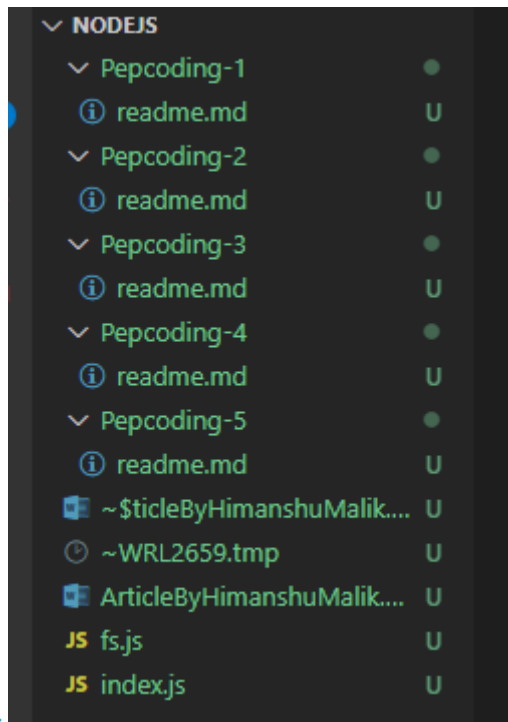 NODEJS
Pepcoding-1
readme.md U
Pepcoding-2
readme.md U
Pepcoding-3
readme.md U
Pepcoding-4
readme.md U
Pepcoding-5
readme.md U
~$ticleByHimanshuMalik.... U
~WRL2659.tmp U
ArticleByHimanshuMalik.... U
JS fs.js U
JS index.js U